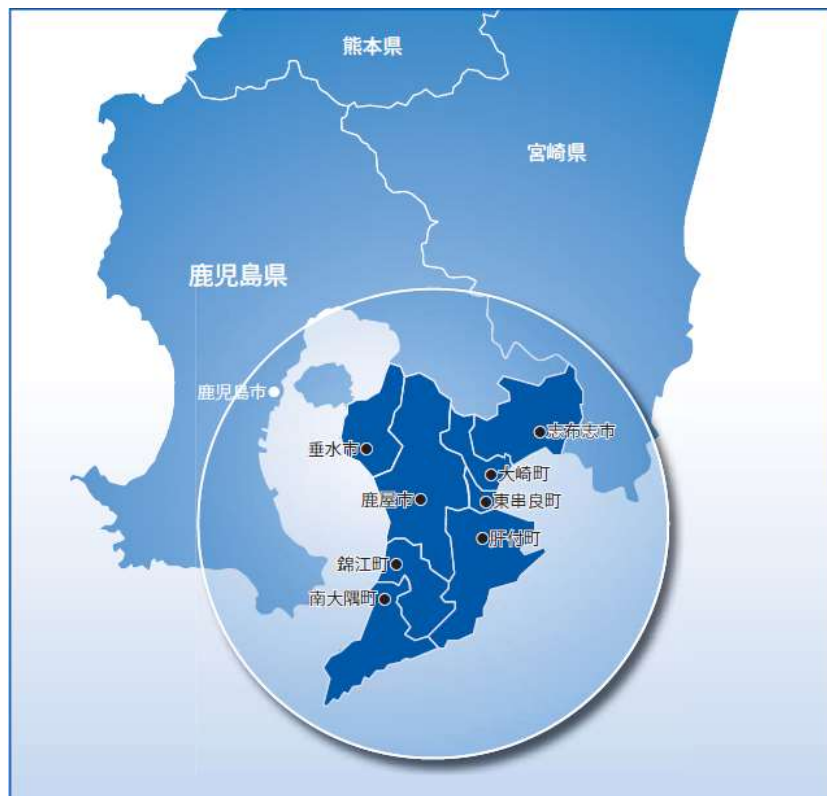 熊本県
宮崎県
鹿児島県
鹿児島市
志布志市
垂水市
大崎町
鹿屋市
東串良町
肝付町
錦江町
南大隅町